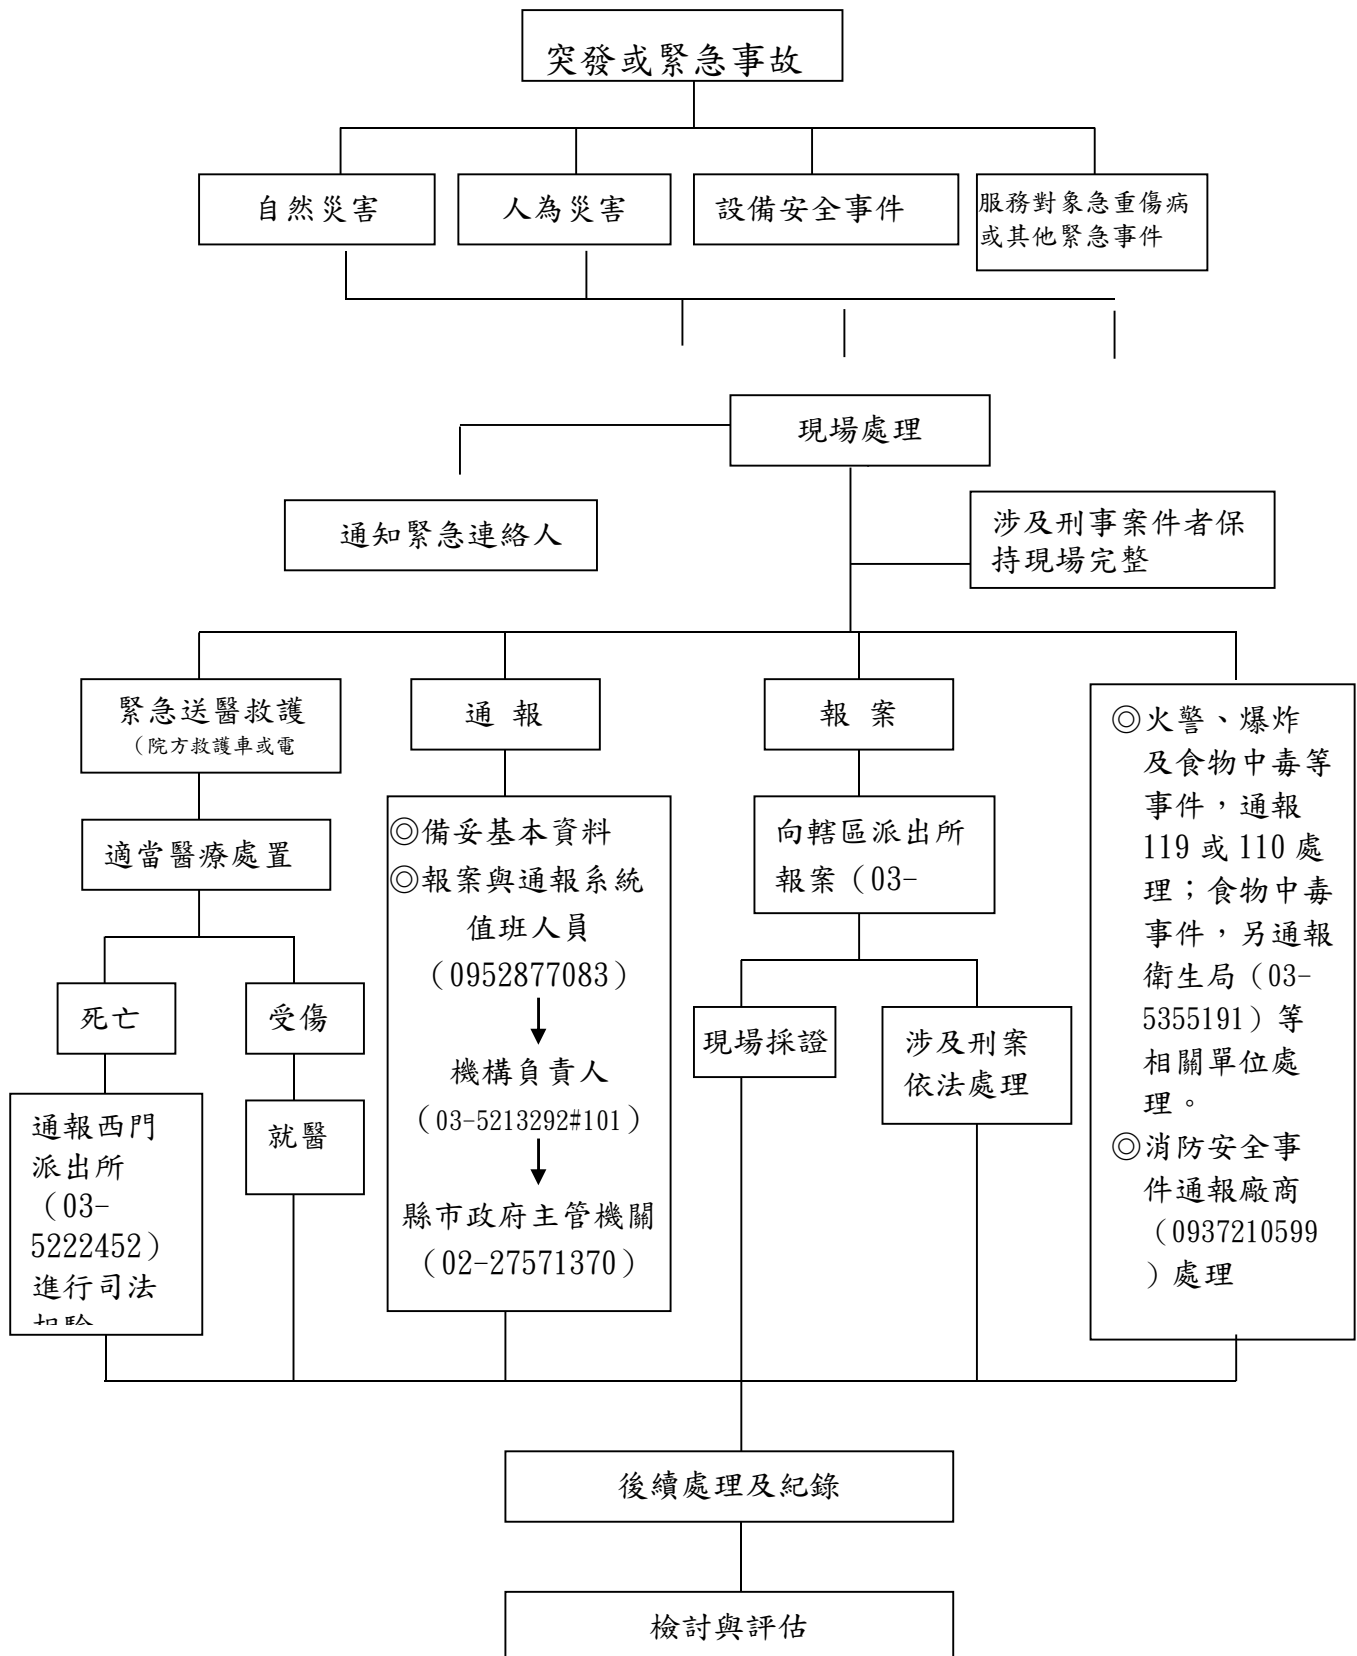 突發或緊急事故
自然災害
人為災害
設備安全事件
服務對象急重傷病
或其他緊急事件
現場處理
通知緊急連絡人
涉及刑事案件者保
持現場完整
緊急送醫救護
（院方救護車或電
適當醫療處置
死亡
受傷
通報西門
派出所
（03-
5222452）
進行司法
就醫
通 報
◎備妥基本資料
◎報案與通報系統
值班人員
（0952877083）
機構負責人
（03-5213292#101）
縣市政府主管機關
（02-27571370）
報 案
向轄區派出所
報案（03-
現場採證
涉及刑案
依法處理
◎火警、爆炸
及食物中毒等
事件，通報
119 或 110 處
理；食物中毒
事件，另通報
衛生局（03-
5355191）等
相關單位處
理。
◎消防安全事
件通報廠商
（0937210599
）處理
後續處理及紀錄
檢討與評估